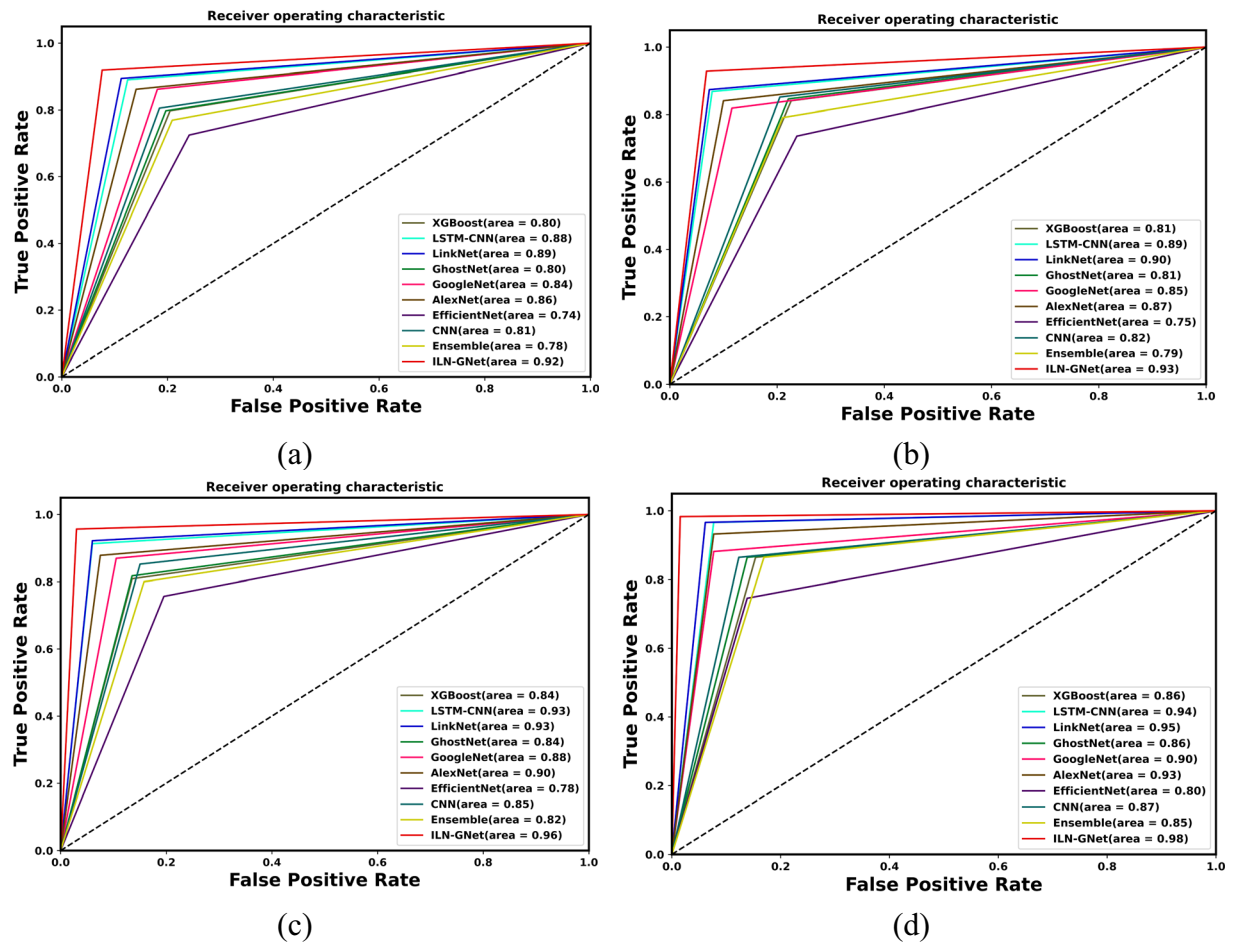 Receiver operating characteristic
1.0
0.8
0.6
0.4
0.2
0.0
True Positive Rate
XGBoost(area = 0.80)
LSTM-CNN(area = 0.88)
LinkNet(area = 0.89)
GhostNet(area = 0.80)
GoogleNet(area = 0.84)
AlexNet(area = 0.86)
EfficientNet(area = 0.74)
CNN(area = 0.81)
Ensemble(area = 0.78)
ILN-GNet(area = 0.92)
0.0 0.2 0.4 0.6 0.8 1.0
False Positive Rate
(a)
Receiver operating characteristic
1.0
0.8
0.6
0.4
0.2
0.0
True Positive Rate
XGBoost(area = 0.81)
LSTM-CNN(area = 0.89)
LinkNet(area = 0.90)
GhostNet(area = 0.81)
GoogleNet(area = 0.85)
AlexNet(area = 0.87)
EfficientNet(area = 0.75)
CNN(area = 0.82)
Ensemble(area = 0.79)
ILN-GNet(area = 0.93)
0.0 0.2 0.4 0.6 0.8 1.0
False Positive Rate
(b)
Receiver operating characteristic
1.0
0.8
0.6
0.4
0.2
0.0
True Positive Rate
XGBoost(area = 0.84)
LSTM-CNN(area = 0.93)
LinkNet(area = 0.93)
GhostNet(area = 0.84)
GoogleNet(area = 0.88)
AlexNet(area = 0.90)
EfficientNet(area = 0.78)
CNN(area = 0.85)
Ensemble(area = 0.82)
ILN-GNet(area = 0.96)
0.0 0.2 0.4 0.6 0.8 1.0
False Positive Rate
(c)
Receiver operating characteristic
1.0
0.8
0.6
0.4
0.2
0.0
True Positive Rate
XGBoost(area = 0.86)
LSTM-CNN(area = 0.94)
LinkNet(area = 0.95)
GhostNet(area = 0.86)
GoogleNet(area = 0.90)
AlexNet(area = 0.93)
EfficientNet(area = 0.80)
CNN(area = 0.87)
Ensemble(area = 0.85)
ILN-GNet(area = 0.98)
0.0 0.2 0.4 0.6 0.8 1.0
False Positive Rate
(d)